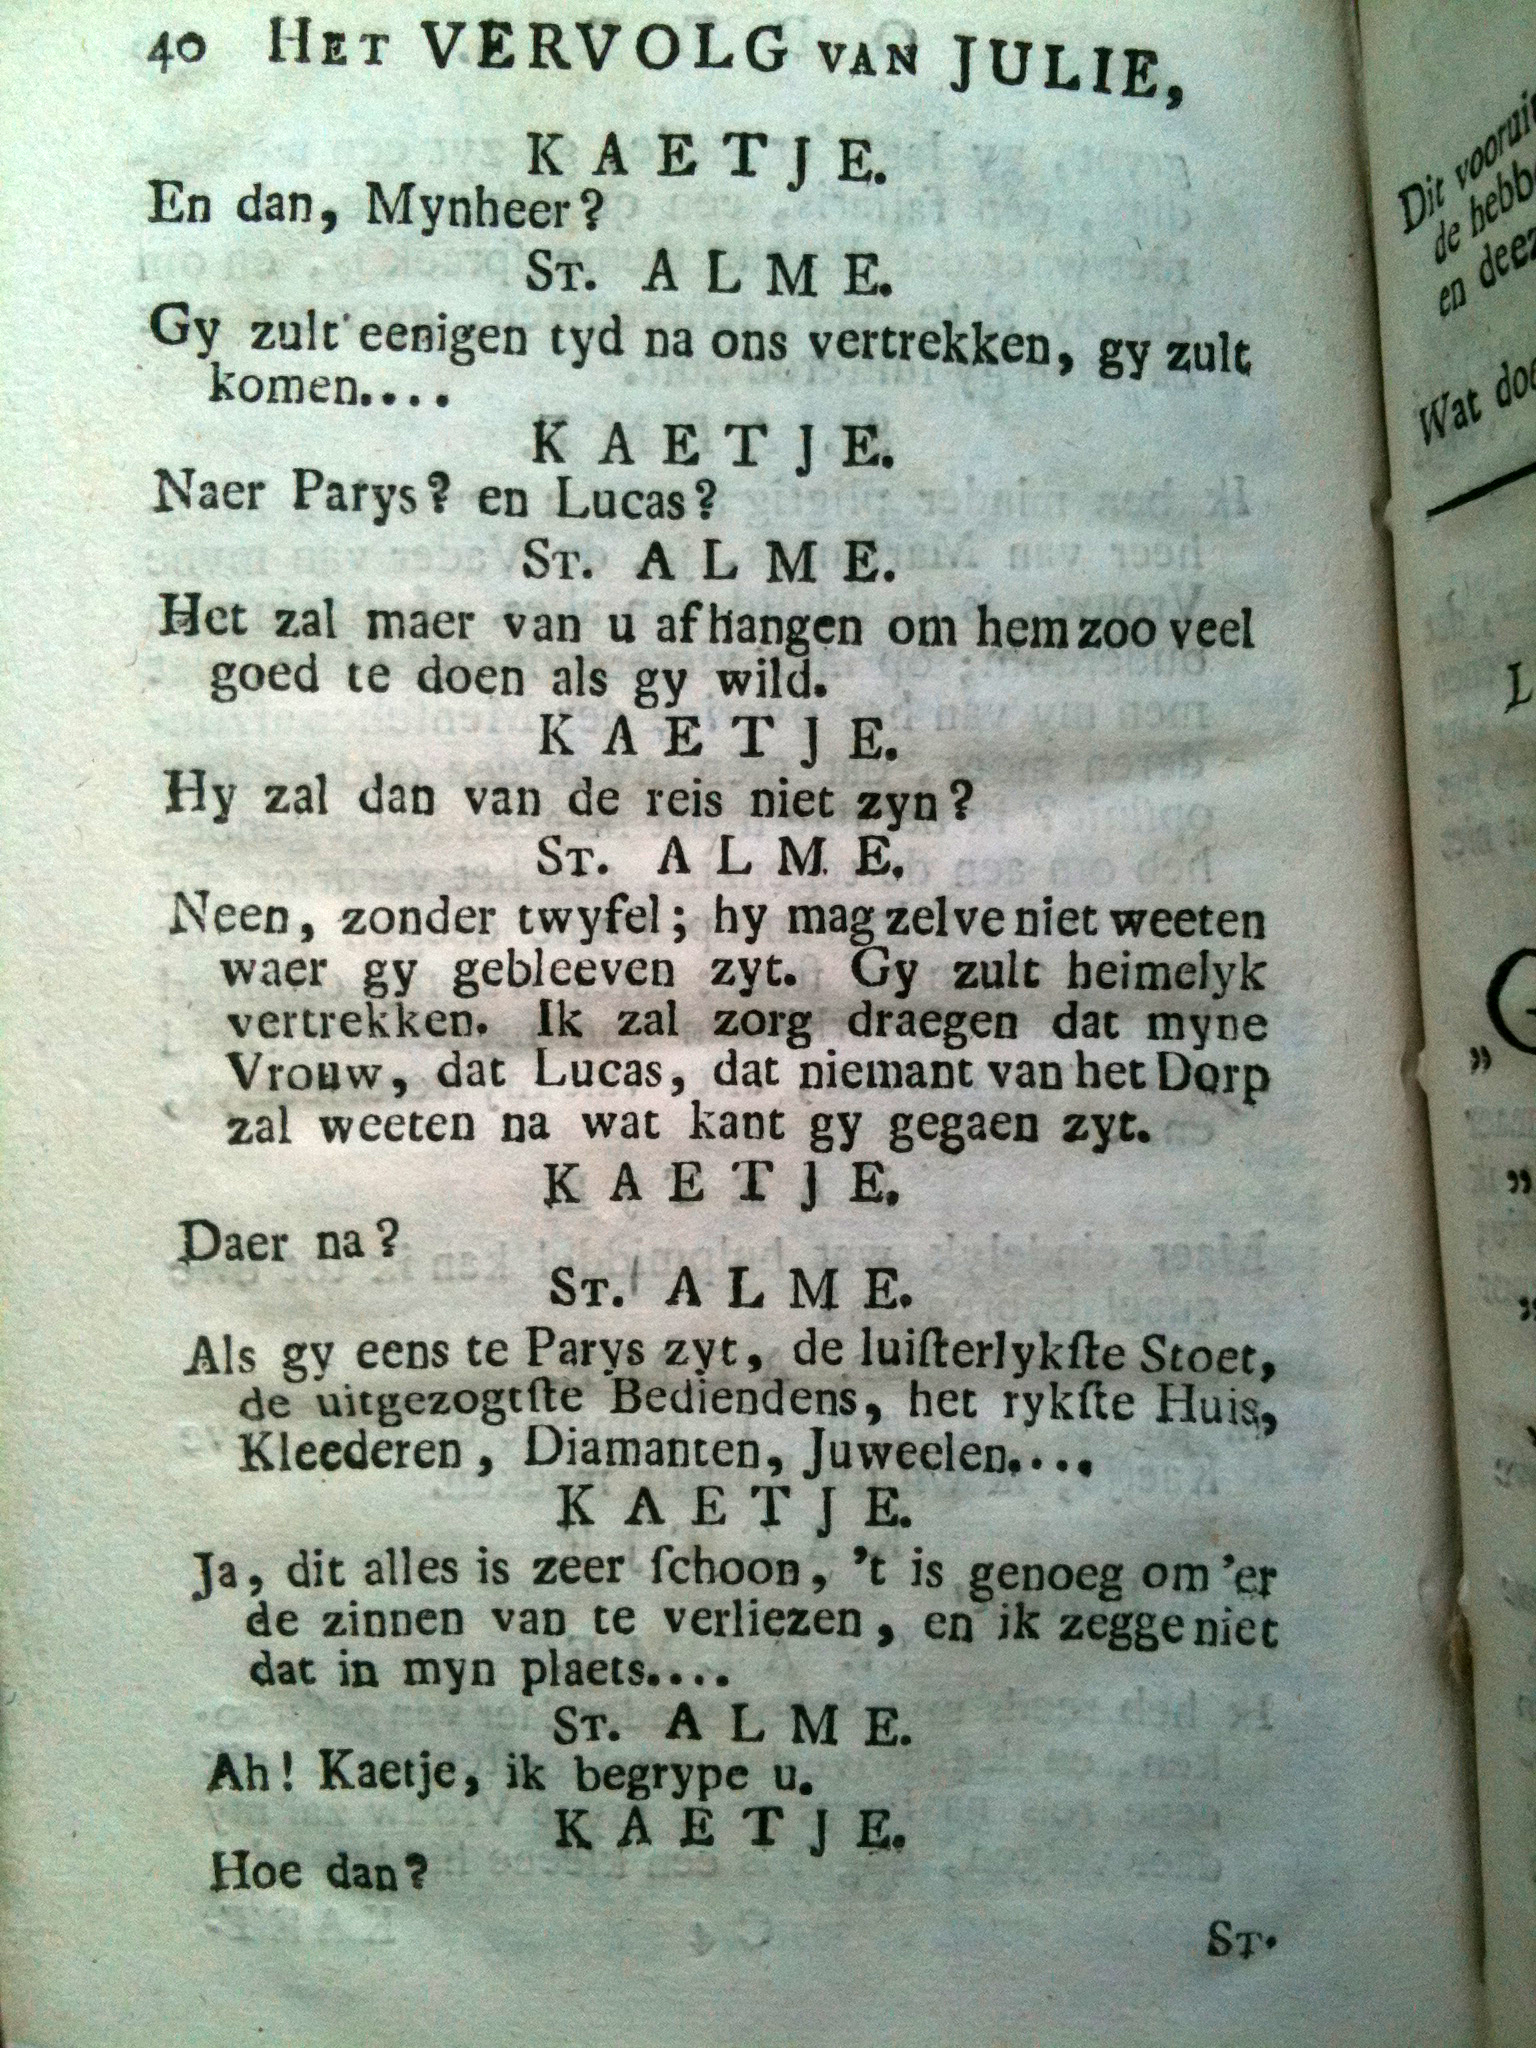 40 HET VERVOLG VAN JULIE,
KAETJE.
En dan, Mynheer?
ST. ALME.
Gy zult eenigen tyd na ons vertrekken, gy zult
komen....
KAETJE.
Naer Parys? en Lucas?
ST. ALME.
Het zal maer van u afhangen om hem zoo veel
goed te doen als gy wild.
KAETJE.
Hy zal dan van de reis niet zyn?
ST. ALME.
Neen, zonder twyfel; hy mag zelve niet weeten
waer gy gebleeven zyt. Gy zult heimelyk
vertrekken. Ik zal zorg draegen dat myne
Vrouw, dat Lucas, dat niemant van het Dorp
zal weeten na wat kant gy gegaen zyt.
KAETJE.
Daer na?
ST. ALME.
Als gy eens te Parys zyt, de luiſterlykſte Stoet,
de uitgezogtſte Bediendens, het rykſte Huis,
Kleederen, Diamanten, Juweelen....
KAETJE.
Ja, dit alles is zeer ſchoon, 't is genoeg om 'er
de zinnen van te verliezen, en ik zegge niet
dat in myn plaets....
ST. ALME.
Ah! Kaetje, ik begrype u.
KAETJE.
Hoe dan?
ST.
Dit
de
en
Wat